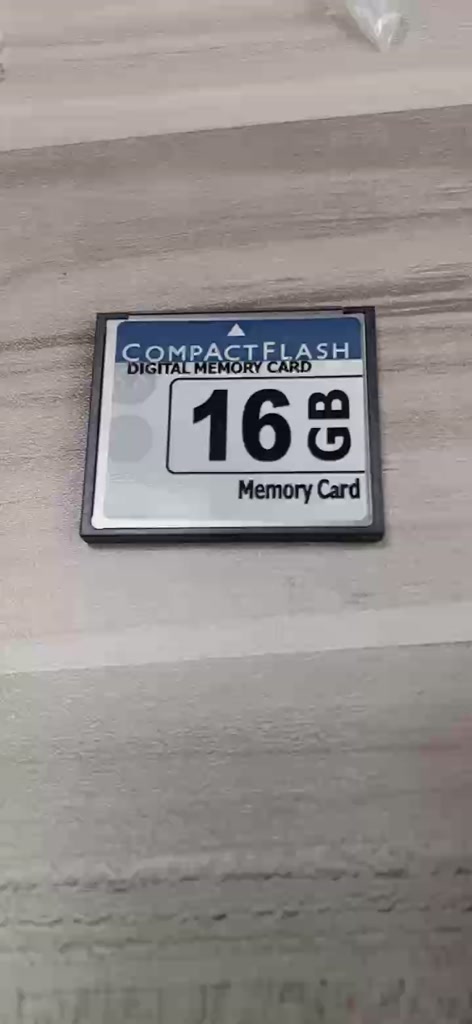 COMPACTFLASH
DIGITAL MEMORY CARD
16 GB
Memory Card